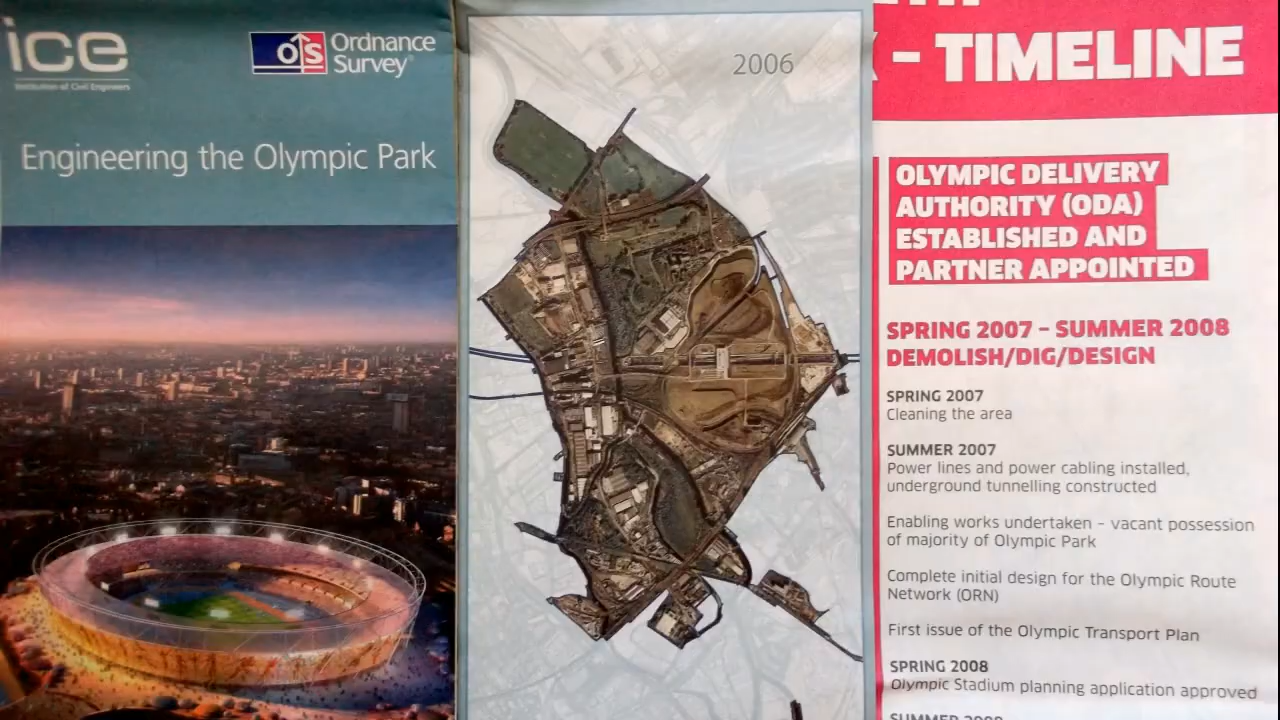 ice
Institution of Civil Engineers
OS
Ordnance
Survey
Engineering the Olympic Park
2006
- TIMELINE
OLYMPIC DELIVERY
AUTHORITY (ODA)
ESTABLISHED AND
PARTNER APPOINTED
SPRING 2007 – SUMMER 2008
DEMOLISH/DIG/DESIGN
SPRING 2007
Cleaning the area
SUMMER 2007
Power lines and power cabling installed,
underground tunnelling constructed
Enabling works undertaken – vacant possession
of majority of Olympic Park
Complete initial design for the Olympic Route
Network (ORN)
First issue of the Olympic Transport Plan
SPRING 2008
Olympic Stadium planning application approved
SUMMER 2008